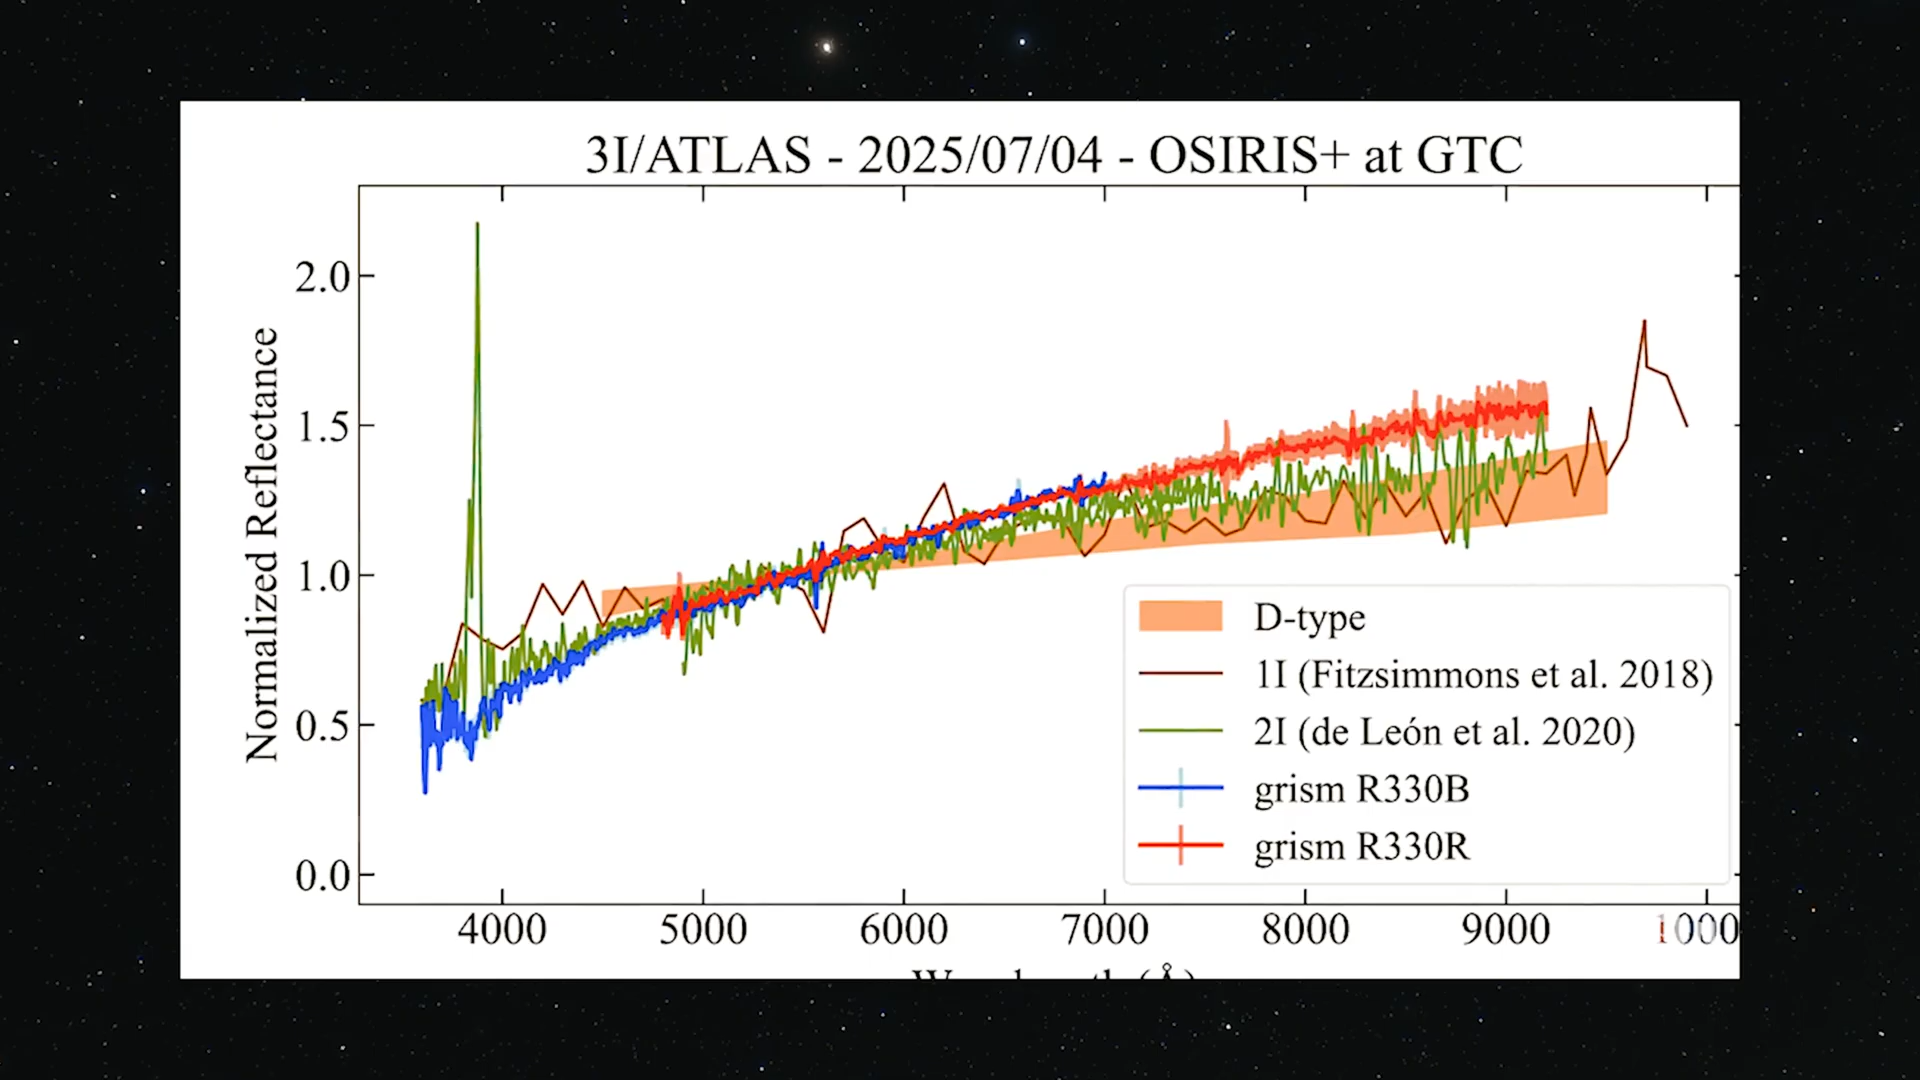 3I/ATLAS - 2025/07/04 - OSIRIS+ at GTC
Normalized Reflectance
2.0
1.5
1.0
0.5
0.0
D-type
1I (Fitzsimmons et al. 2018)
2I (de León et al. 2020)
grism R330B
grism R330R
4000 5000 6000 7000 8000 9000
(Å)